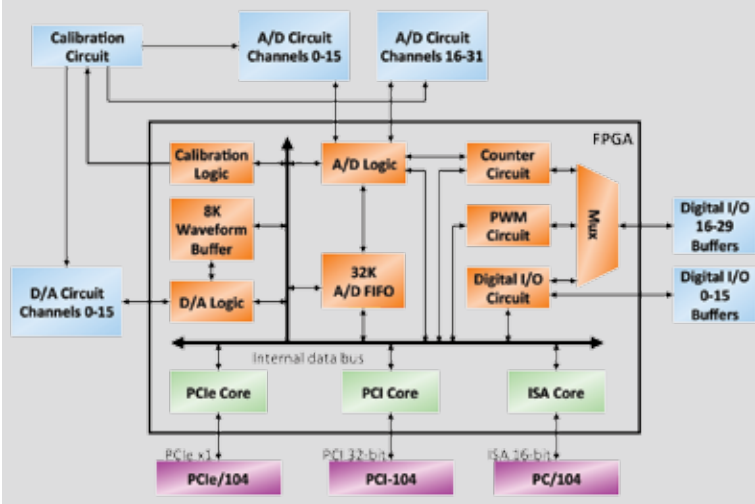 Calibration
Circuit
A/D Circuit
Channels 0-15
A/D Circuit
Channels 16-31
FPGA
Calibration
Logic
A/D Logic
Counter
Circuit
8K
Waveform
Buffer
PWM
Circuit
Mux
Digital I/O
16-29
Buffers
D/A Circuit
Channels 0-15
D/A Logic
32K
A/D FIFO
Digital I/O
Circuit
Digital I/O
0-15
Buffers
Internal data bus
PCIe Core
PCI Core
ISA Core
PCIe x1
PCI 32-bit
ISA 16-bit
PCIe/104
PCI-104
PC/104